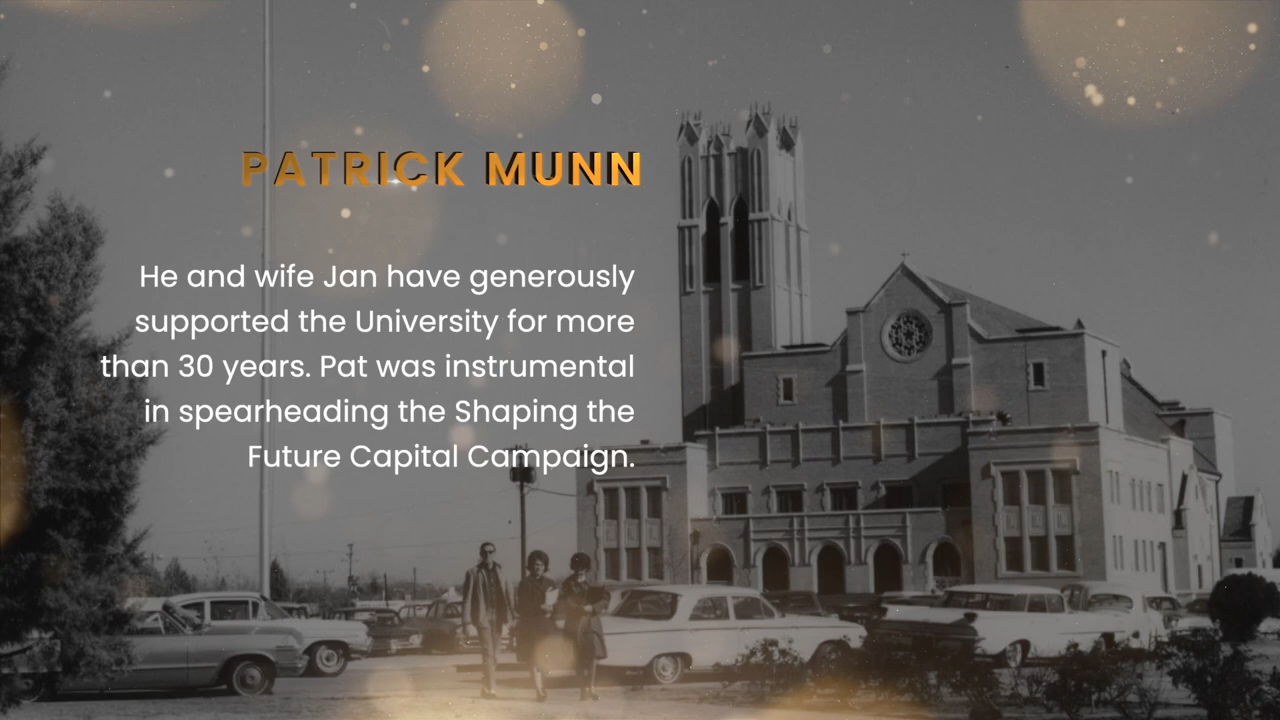 PATRICK MUNN
He and wife Jan have generously
supported the University for more
than 30 years. Pat was instrumental
in spearheading the Shaping the
Future Capital Campaign.